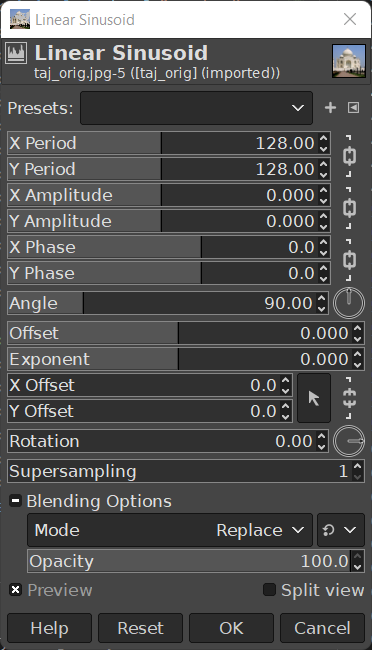 Linear Sinusoid
Linear Sinusoid
taj_orig.jpg-5 ([taj_orig] (imported))
Presets:
X Period 128.00
Y Period 128.00
X Amplitude 0.000
Y Amplitude 0.000
X Phase 0.0
Y Phase 0.0
Angle 90.00
Offset 0.000
Exponent 0.000
X Offset 0.0
Y Offset 0.0
Rotation 0.00
Supersampling 1
Blending Options
Mode Replace
Opacity 100.0
Preview Split view
Help Reset OK Cancel